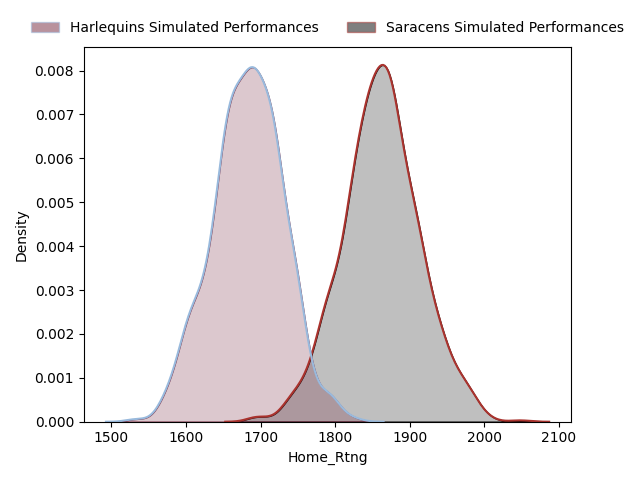 Harlequins Simulated Performances
Saracens Simulated Performances
Density
0.008
0.007
0.006
0.005
0.004
0.003
0.002
0.001
0.000
1500 1600 1700 1800 1900 2000 2100
Home_Rtng